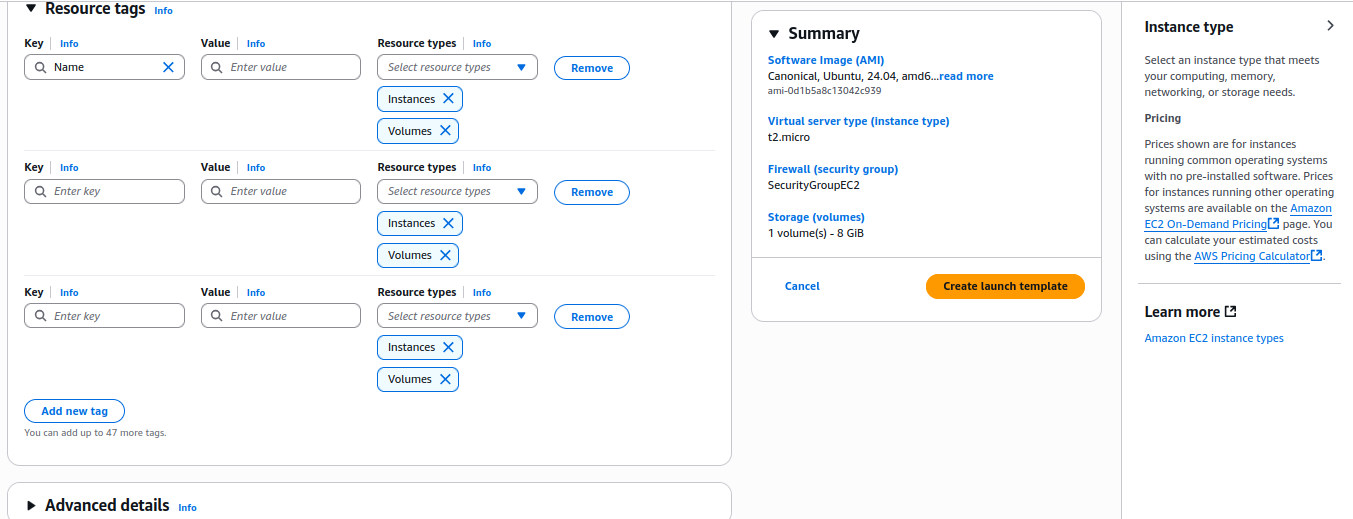 Resource tags Info
Key Info Value Info Resource types Info
Name Enter value Select resource types Remove
Instances
Volumes
Key Info Value Info Resource types Info
Enter key Enter value Select resource types Remove
Instances
Volumes
Key Info Value Info Resource types Info
Enter key Enter value Select resource types Remove
Instances
Volumes
Add new tag
You can add up to 47 more tags.
Advanced details Info
Summary
Software Image (AMI)
Canonical, Ubuntu, 24.04, amd6...read more
ami-0d1b5a8c13042c939
Virtual server type (instance type)
t2.micro
Firewall (security group)
SecurityGroupEC2
Storage (volumes)
1 volume(s) - 8 GiB
Cancel Create launch template
Instance type
Select an instance type that meets
your computing, memory,
networking, or storage needs.
Pricing
Prices shown are for instances
running common operating systems
with no pre-installed software. Prices
for instances running other operating
systems are available on the Amazon
EC2 On-Demand Pricing page. You
can calculate your estimated costs
using the AWS Pricing Calculator.
Learn more
Amazon EC2 instance types